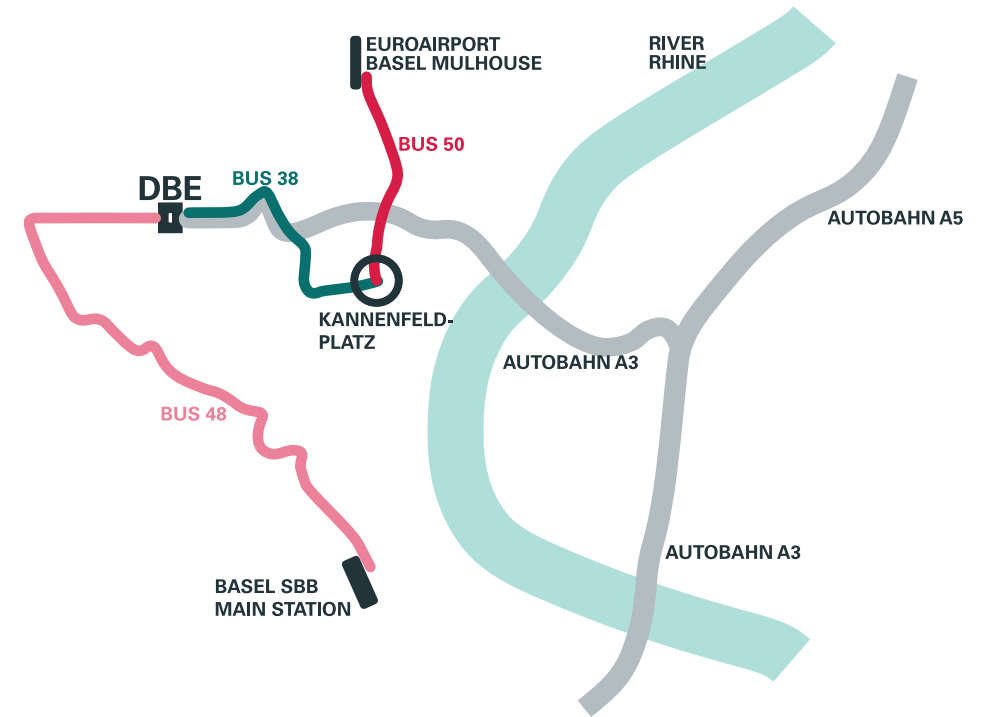 EUROAIRPORT
BASEL MULHOUSE
RIVER
RHINE
BUS 50
DBE
BUS 38
AUTOBAHN A5
KANNENFELD-
PLATZ
AUTOBAHN A3
BUS 48
AUTOBAHN A3
BASEL SBB
MAIN STATION